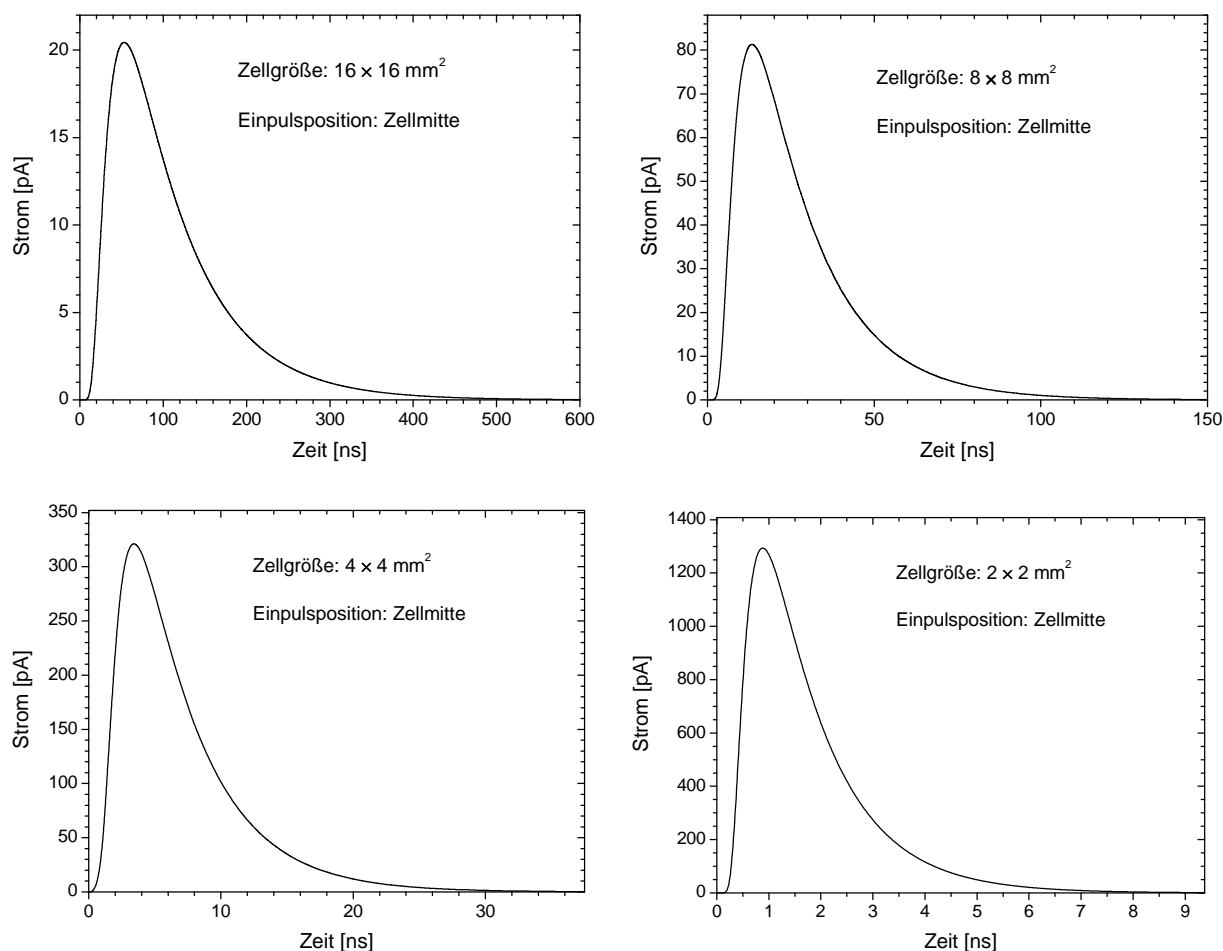 Zellgröße: 16 × 16 mm²
Einpulsposition: Zellmitte
Strom [pA]
20
15
10
5
0
0 100 200 300 400 500 600
Zeit [ns]
Zellgröße: 8 × 8 mm²
Einpulsposition: Zellmitte
Strom [pA]
80
70
60
50
40
30
20
10
0
0 50 100 150
Zeit [ns]
Zellgröße: 4 × 4 mm²
Einpulsposition: Zellmitte
Strom [pA]
350
300
250
200
150
100
50
0
0 10 20 30
Zeit [ns]
Zellgröße: 2 × 2 mm²
Einpulsposition: Zellmitte
Strom [pA]
1400
1200
1000
800
600
400
200
0
0 1 2 3 4 5 6 7 8 9
Zeit [ns]